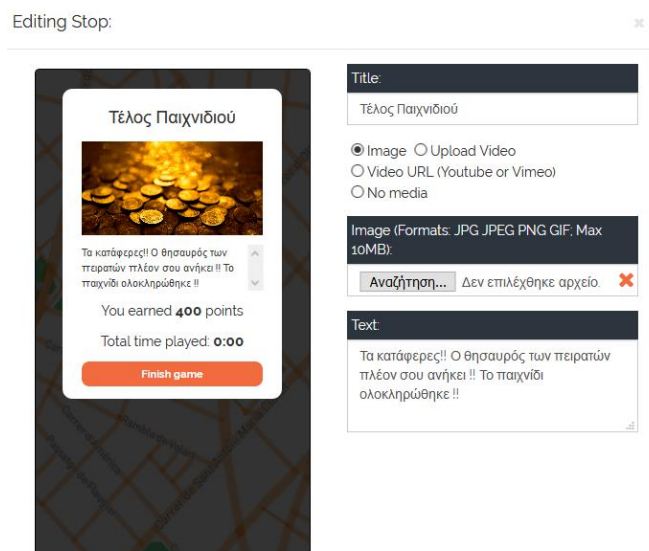 Editing Stop:
×
Τέλος Παιχνιδιού
Τα κατάφερες!! Ο θησαυρός των
πειρατών πλέον σου ανήκει !! Το
παιχνίδι ολοκληρώθηκε !!
You earned 400 points
Total time played: 0:00
Finish game
Title:
Τέλος Παιχνιδιού
Image Upload Video
Video URL (Youtube or Vimeo)
No media
Image (Formats: JPG JPEG PNG GIF; Max
10MB):
Αναζήτηση... Δεν επιλέχθηκε αρχείο.
Text:
Τα κατάφερες!! Ο θησαυρός των πειρατών
πλέον σου ανήκει !! Το παιχνίδι
ολοκληρώθηκε !!